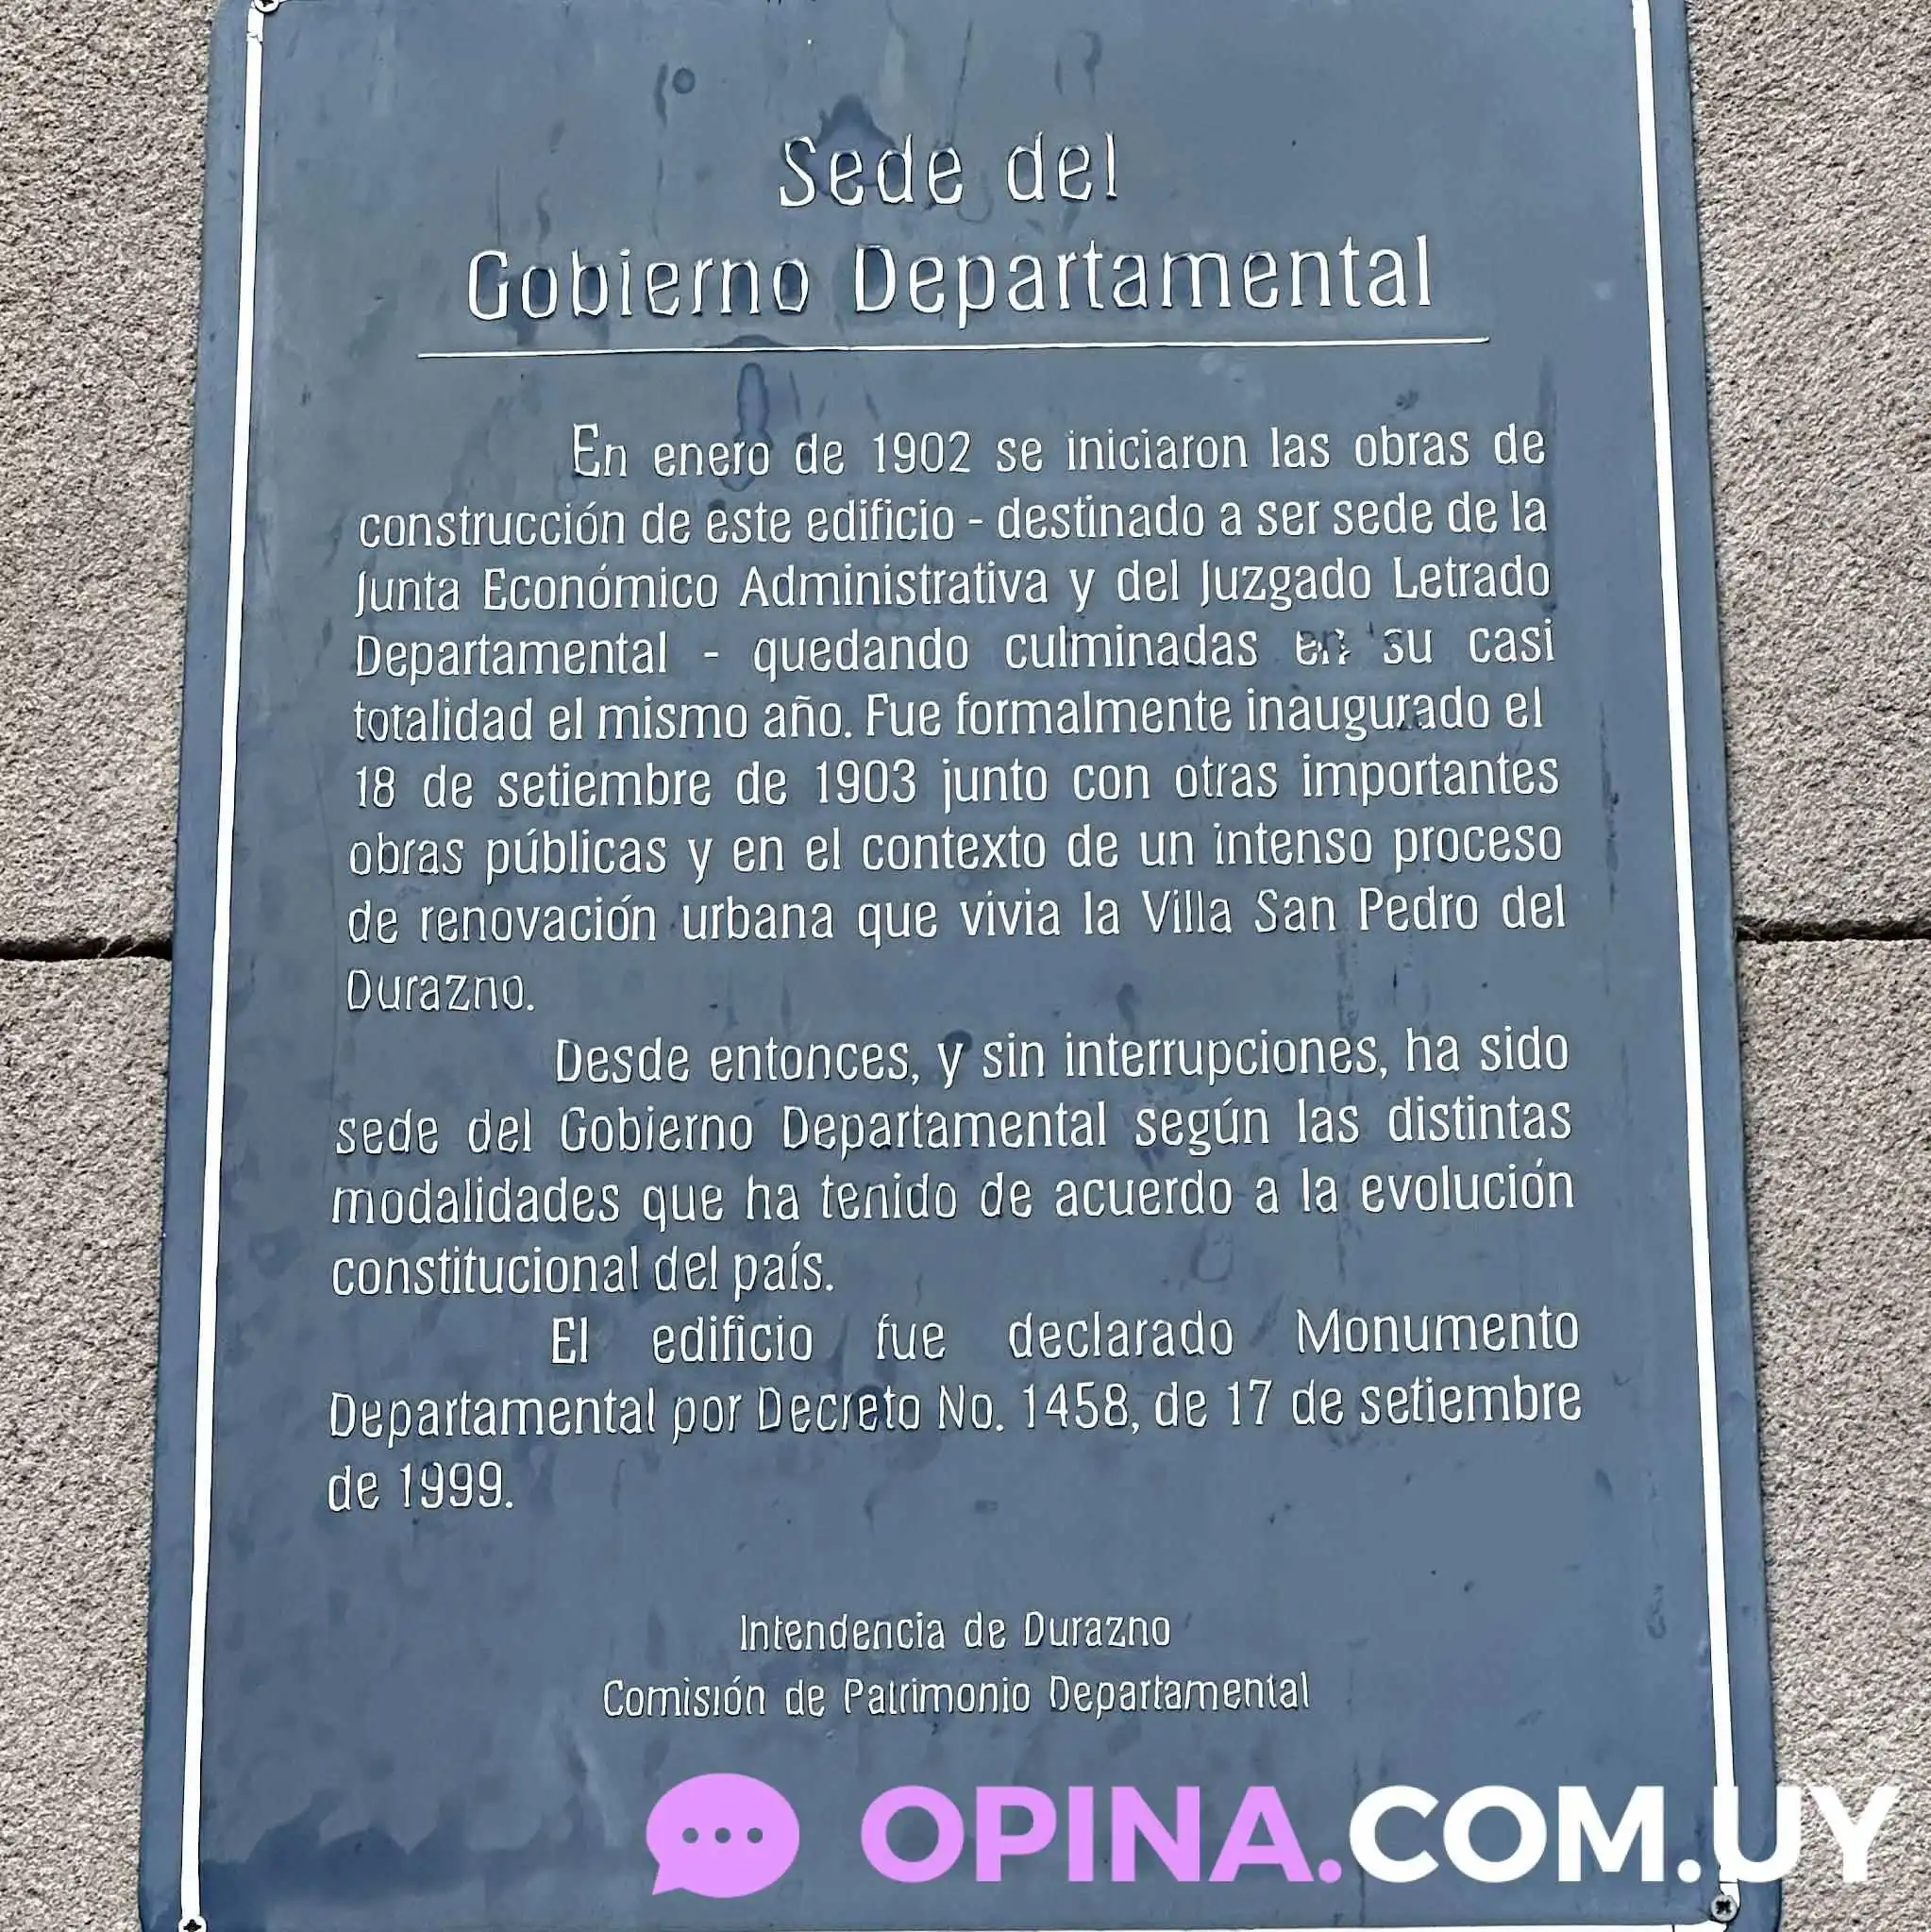 Sede del
Gobierno Departamental
En enero de 1902 se iniciaron las obras de
construcción de este edificio - destinado a ser sede de la
Junta Económico Administrativa y del Juzgado Letrado
Departamental - quedando culminadas en su casi
totalidad el mismo año. Fue formalmente inaugurado el
18 de setiembre de 1903 junto con otras importantes
obras públicas y en el contexto de un intenso proceso
de renovación urbana que vivia la Villa San Pedro del
Durazno.
Desde entonces, y sin interrupciones, ha sido
sede del Gobierno Departamental según las distintas
modalidades que ha tenido de acuerdo a la evolución
constitucional del país.
El edificio fue declarado Monumento
Departamental por Decreto No. 1458, de 17 de setiembre
de 1999.
Intendencia de Durazno
Comisión de Patrimonio Departamental
OPINA.COM.UY